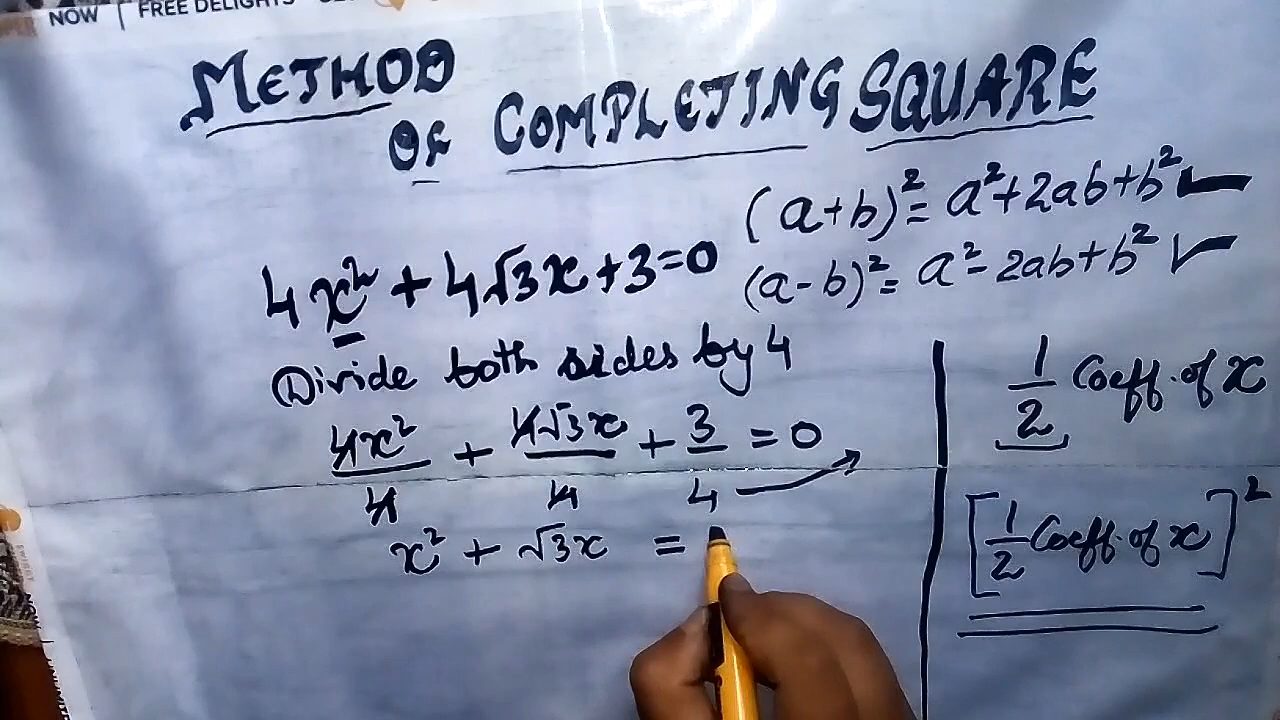 NOW | FREE DELIGHTS
METHOD
OF COMPLETING SQUARE
(a+b)² = a²+2ab+b²
4x² + 4√3x+3=0
(a-b)² = a²-2ab+b²
Divide both sides by 4
4x²/4 + 4√3x/4 + 3/4 = 0
x² + √3x =
1/2 Coeff. of x
[1/2 Coeff. of x]²